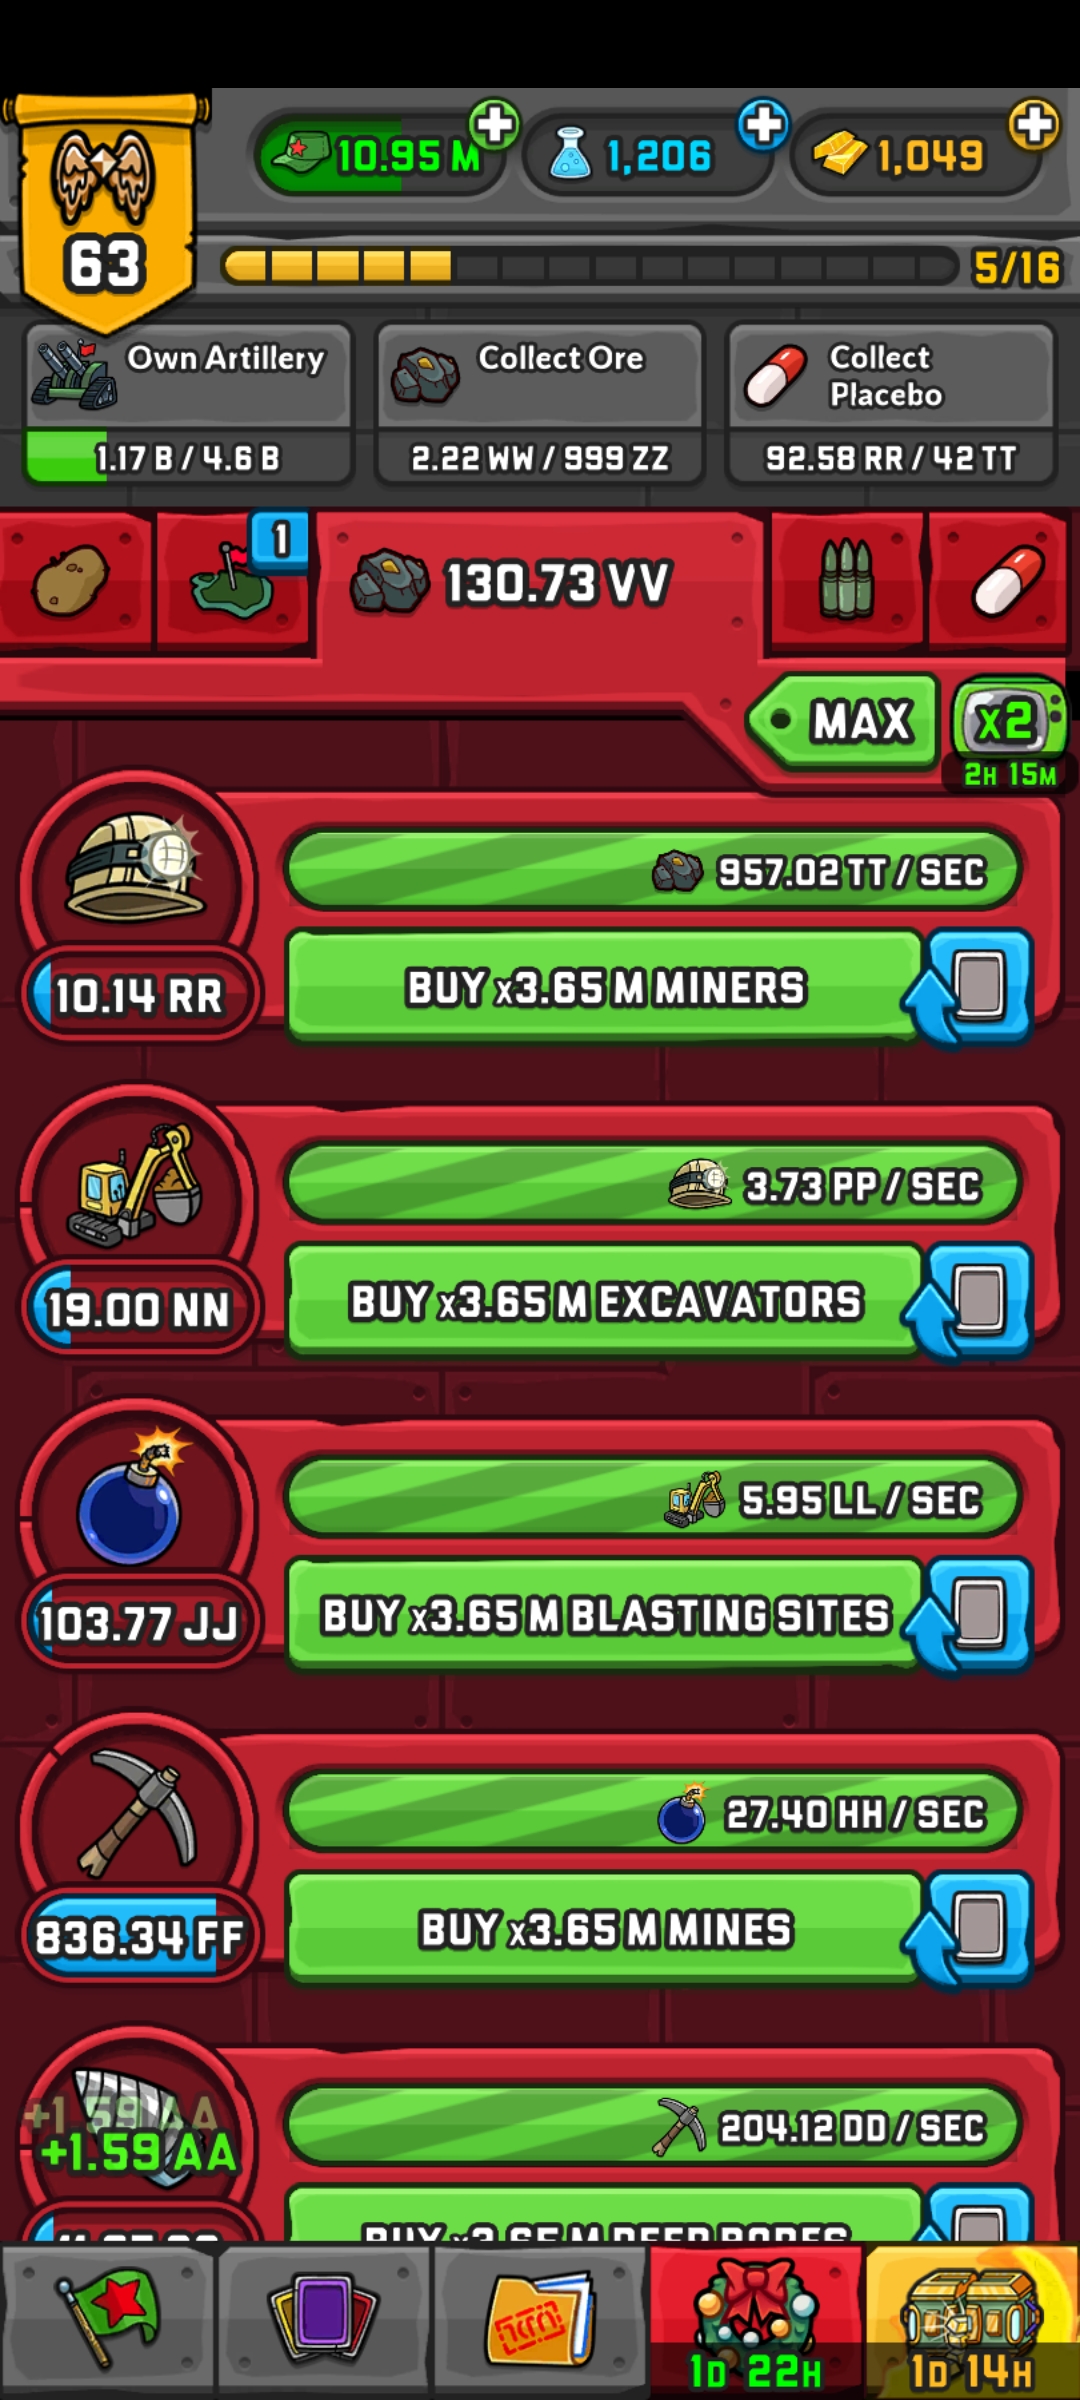 10.95 M
1,206
1,049
63
5/16
Own Artillery
Collect Ore
Collect
Placebo
1.17 B / 4.6 B
2.22 WW / 999 ZZ
92.58 RR / 42 TT
1
130.73 VV
MAX
x2
2H 15M
957.02 TT / SEC
10.14 RR
BUY x3.65 M MINERS
3.73 PP / SEC
19.00 NN
BUY x3.65 M EXCAVATORS
5.95 LL / SEC
103.77 JJ
BUY x3.65 M BLASTING SITES
27.40 HH / SEC
836.34 FF
BUY x3.65 M MINES
+1.59 AA
+1.59 AA
204.12 DD / SEC
BUY x3.65 M DEEP BORES
1D 22H
1D 14H